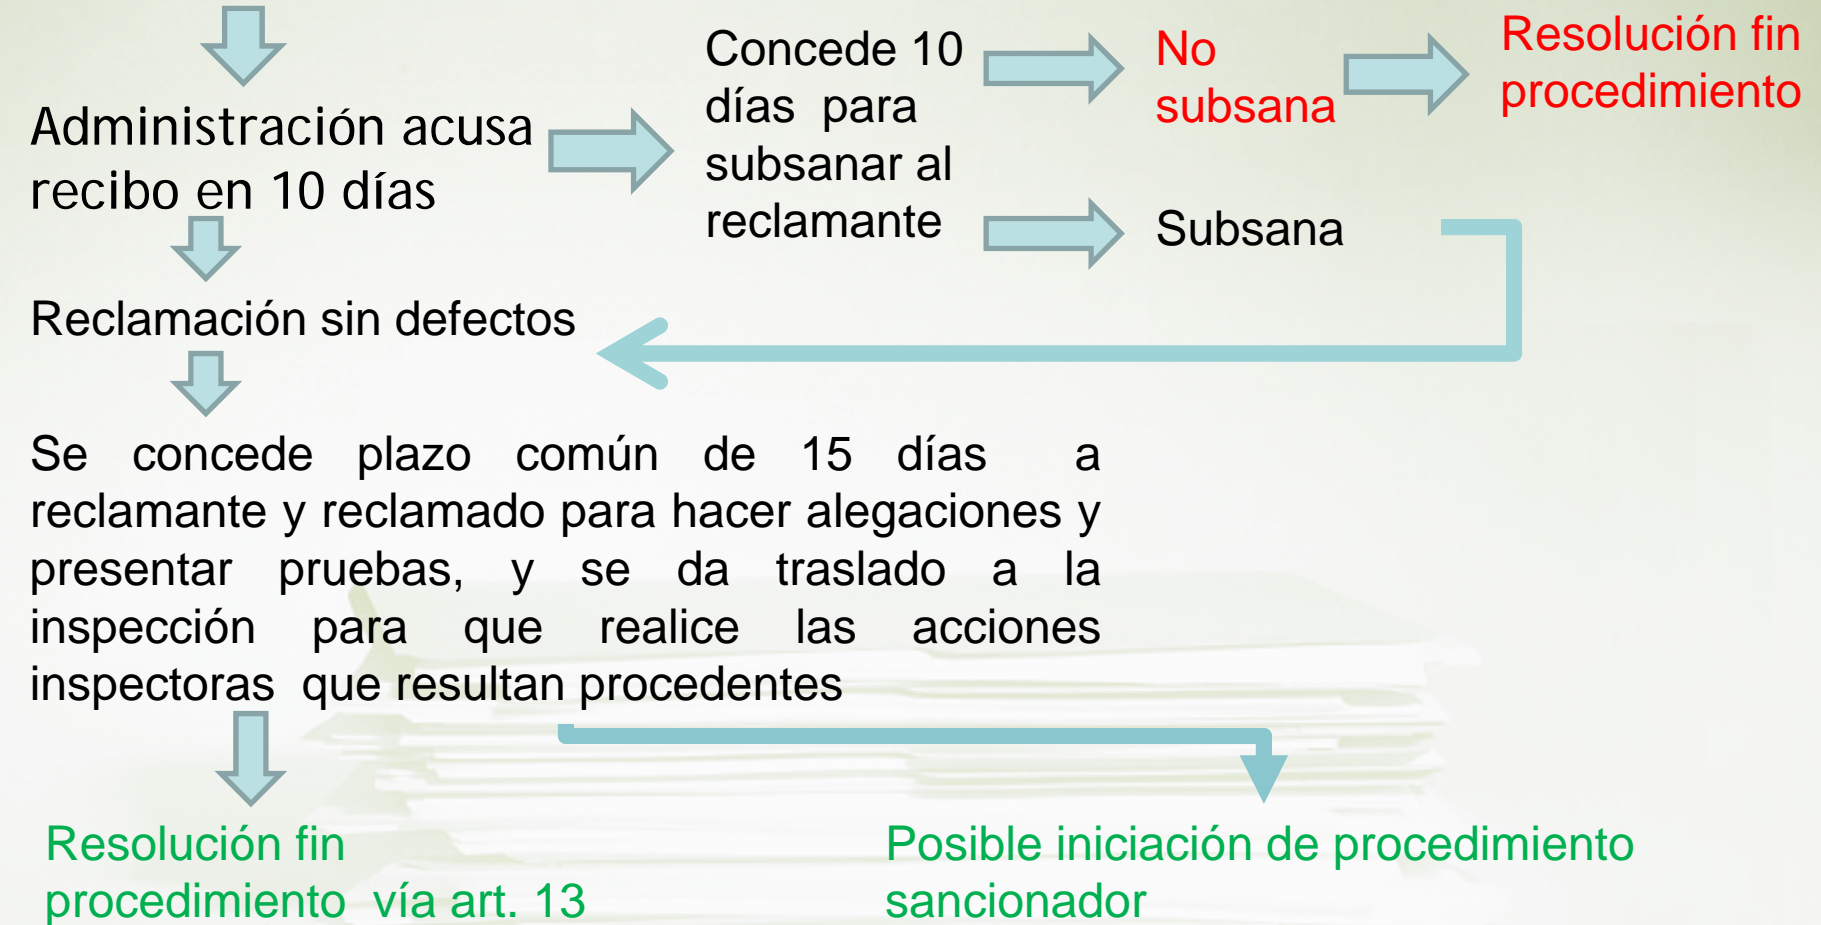 Administración acusa
recibo en 10 días
Concede 10
días para
subsanar al
reclamante
No
subsana
Resolución fin
procedimiento
Subsana
Reclamación sin defectos
Se concede plazo común de 15 días a
reclamante y reclamado para hacer alegaciones y
presentar pruebas, y se da traslado a la
inspección para que realice las acciones
inspectoras que resultan procedentes
Resolución fin
procedimiento vía art. 13
Posible iniciación de procedimiento
sancionador